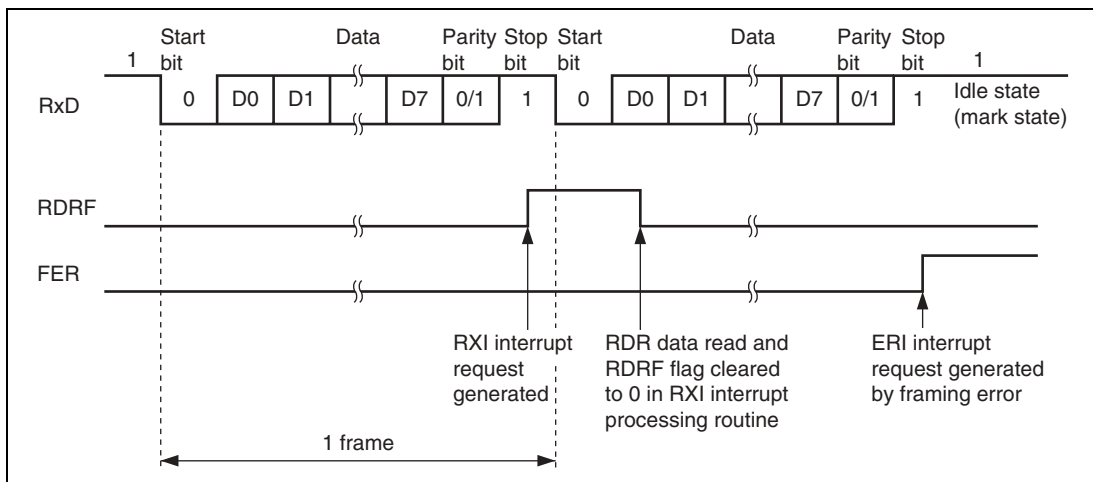 Start Data Parity Stop Start Data Parity Stop
1 bit bit bit bit bit bit 1
RxD 0 D0 D1 D7 0/1 1 0 D0 D1 D7 0/1 1 Idle state
(mark state)
RDRF
FER
RXI interrupt
request
generated
RDR data read and
RDRF flag cleared
to 0 in RXI interrupt
processing routine
ERI interrupt
request generated
by framing error
1 frame